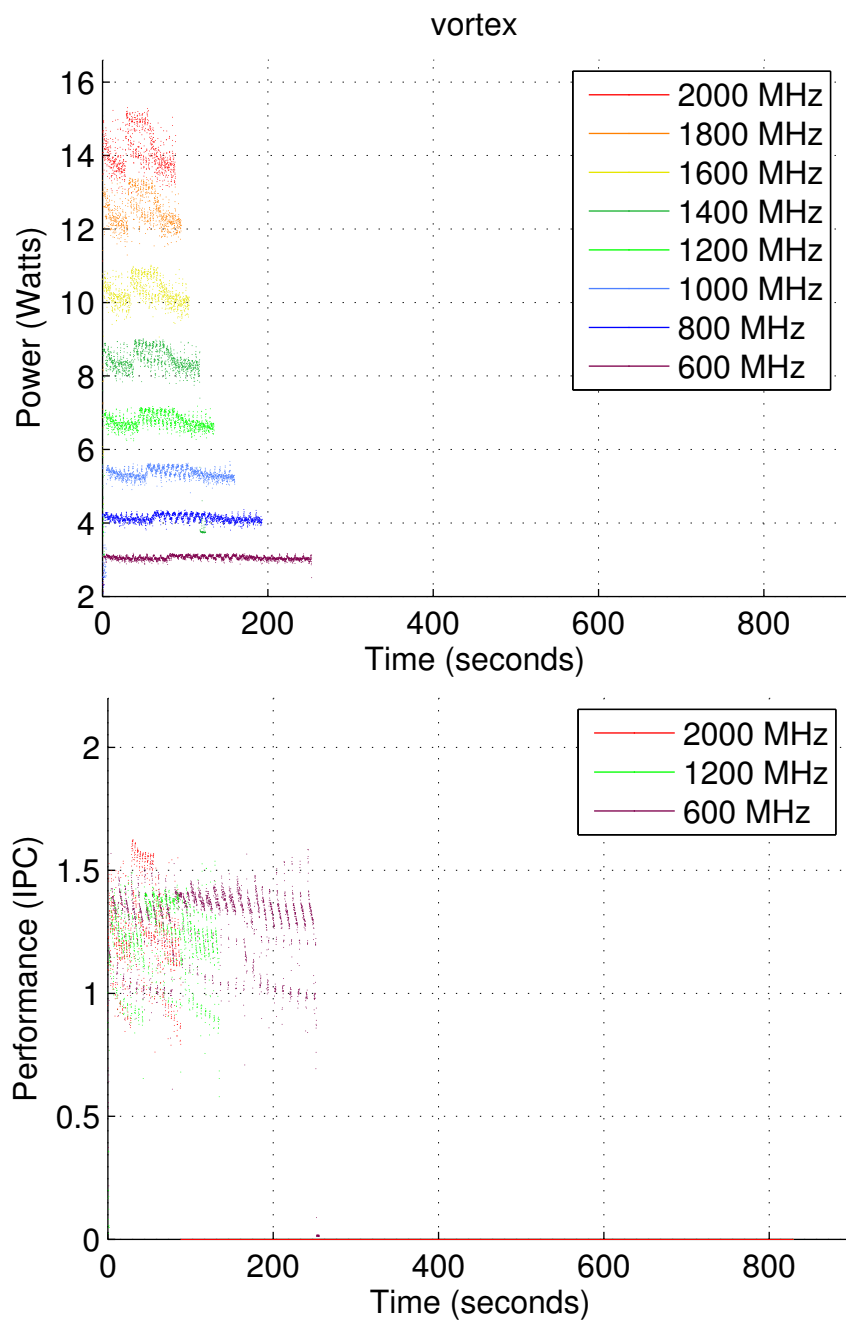 vortex
16
14
12
10
8
6
4
2
Power (Watts)
2000 MHz
1800 MHz
1600 MHz
1400 MHz
1200 MHz
1000 MHz
800 MHz
600 MHz
0 200 400 600 800
Time (seconds)
2
1.5
1
0.5
0
Performance (IPC)
2000 MHz
1200 MHz
600 MHz
0 200 400 600 800
Time (seconds)